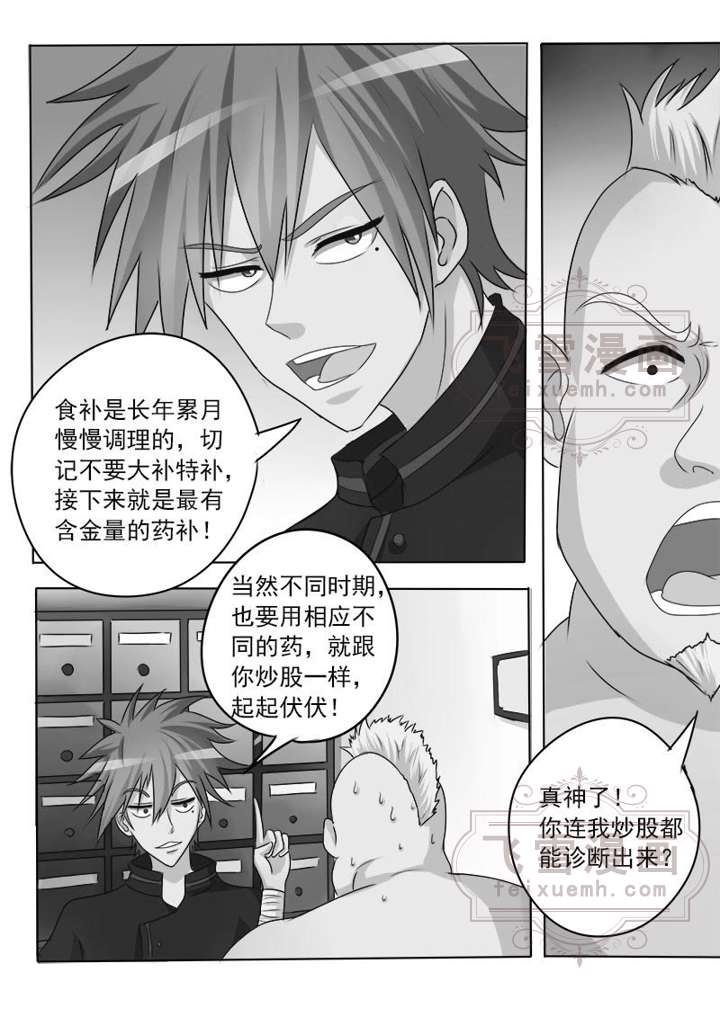 食补是长年累月
慢慢调理的，切
记不要大补特补，
接下来就是最有
含金量的药补！
当然不同时期，
也要用相应不
同的药，就跟
你炒股一样，
起起伏伏！
真神了！
你连我炒股都
能诊断出来？
飞雪漫画
feixuemh.com
飞雪漫画
feixuemh.com